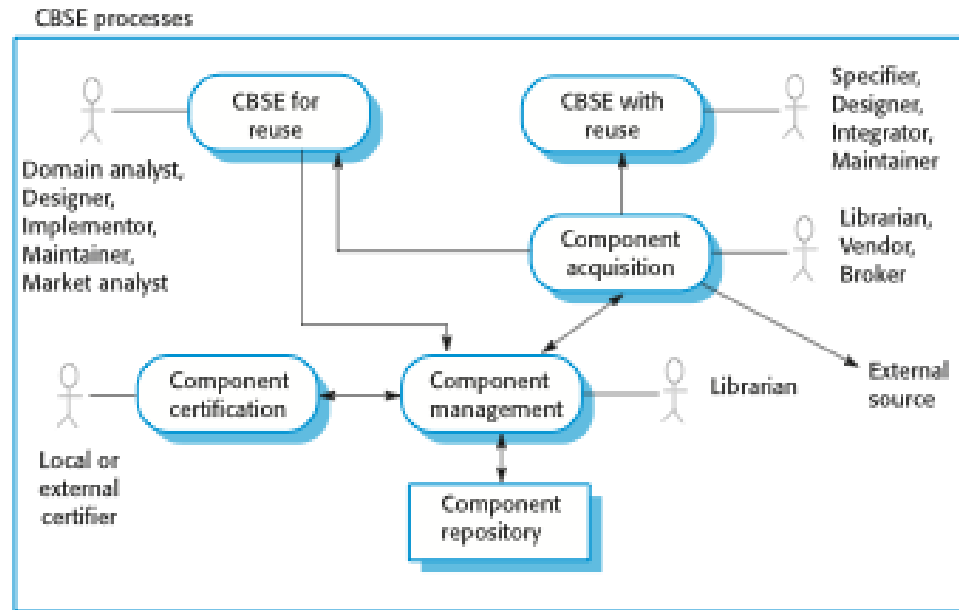 CBSE processes
CBSE for
reuse
CBSE with
reuse
Specifier,
Designer,
Integrator,
Maintainer
Domain analyst,
Designer,
Implementor,
Maintainer,
Market analyst
Component
acquisition
Librarian,
Vendor,
Broker
Component
certification
Component
management
Librarian
External
source
Local or
external
certifier
Component
repository